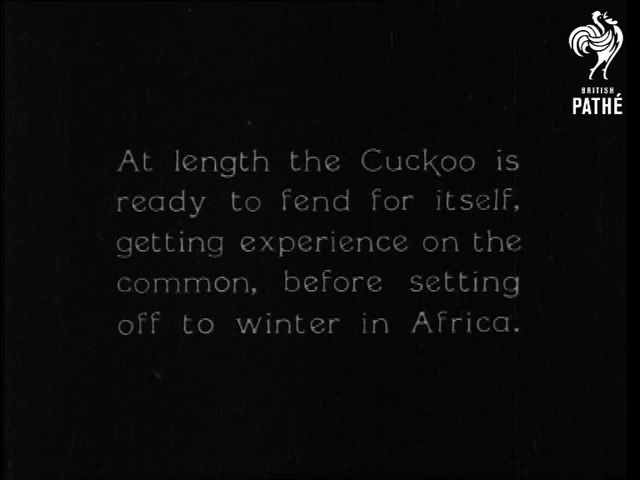 BRITISH
PATHÉ
At length the Cuckoo is
ready to fend for itself,
getting experience on the
common, before setting
off to winter in Africa.